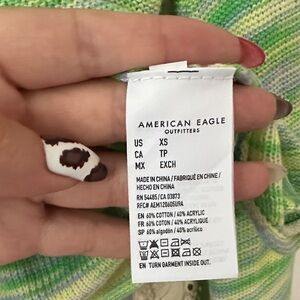 AMERICAN EAGLE
OUTFITTERS
US XS
CA TP
MX EXCH
MADE IN CHINA / FABRIQUÉ EN CHINE /
HECHO EN CHINA
RN 54485/CA 03873
RFC# AEM120605U9A
EN 60% COTTON / 40% ACRYLIC
FR 60% COTON / 40% ACRYLIQUE
SP 60% algodón / 40% acrílico
EN TURN GARMENT INSIDE OUT.